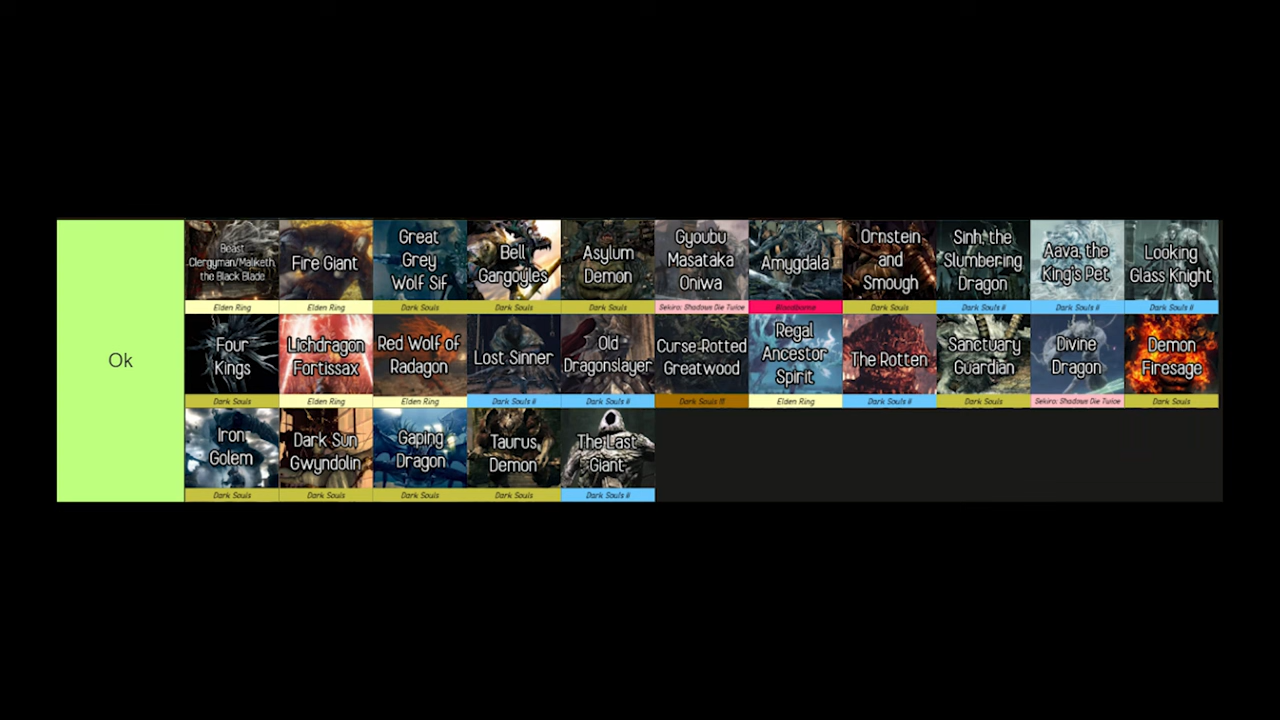 Ok
Beast
Clergyman/Maliketh,
the Black Blade
Elden Ring
Fire Giant
Elden Ring
Great
Grey
Wolf Sif
Dark Souls
Bell
Gargoyles
Dark Souls
Asylum
Demon
Dark Souls
Gyoubu
Masataka
Oniwa
Sekiro: Shadows Die Twice
Amygdala
Bloodborne
Ornstein
and
Smough
Dark Souls
Sinh, the
Slumbering
Dragon
Dark Souls II
Aava, the
King's Pet
Dark Souls II
Looking
Glass Knight
Dark Souls II
Four
Kings
Dark Souls
Lichdragon
Fortissax
Elden Ring
Red Wolf of
Radagon
Elden Ring
Lost Sinner
Dark Souls II
Old
Dragonslayer
Dark Souls II
Curse-Rotted
Greatwood
Dark Souls III
Regal
Ancestor
Spirit
Elden Ring
The Rotten
Dark Souls II
Sanctuary
Guardian
Dark Souls
Divine
Dragon
Sekiro: Shadows Die Twice
Demon
Firesage
Dark Souls
Iron
Golem
Dark Souls
Dark Sun
Gwyndolin
Dark Souls
Gaping
Dragon
Dark Souls
Taurus
Demon
Dark Souls
The Last
Giant
Dark Souls II